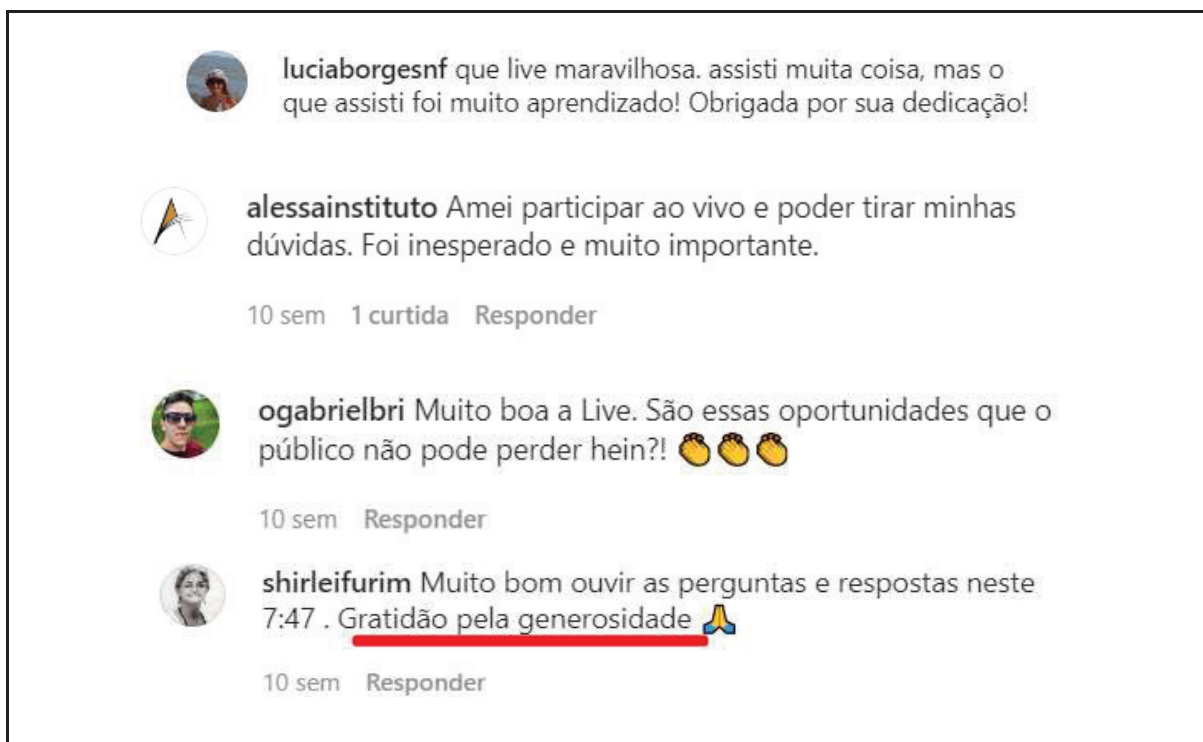 luciaborgesnf que live maravilhosa. assisti muita coisa, mas o
que assisti foi muito aprendizado! Obrigada por sua dedicação!
alessainstituto Amei participar ao vivo e poder tirar minhas
dúvidas. Foi inesperado e muito importante.
10 sem 1 curtida Responder
ogabrielbri Muito boa a Live. São essas oportunidades que o
público não pode perder hein?! 👏👏👏
10 sem Responder
shirleifurim Muito bom ouvir as perguntas e respostas neste
7:47 . Gratidão pela generosidade 🙏
10 sem Responder